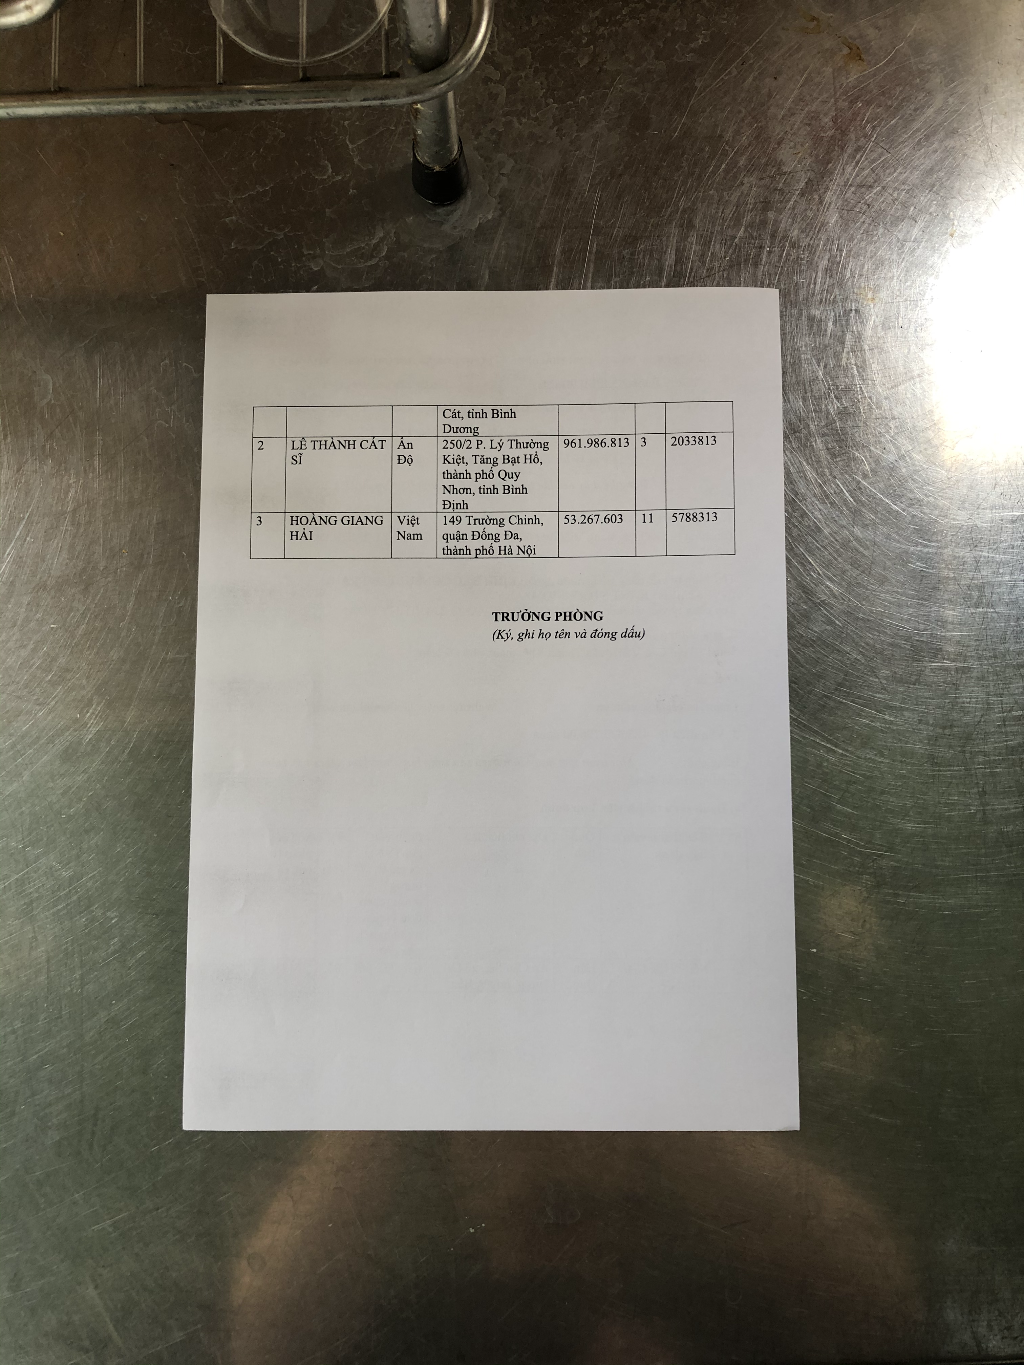 Cát, tỉnh Bình
Dương
2 LÊ THÀNH CÁT Ấn 250/2 P. Lý Thường 961.986.813 3 2033813
SĨ Độ Kiệt, Tăng Bạt Hổ,
thành phố Quy
Nhơn, tỉnh Bình
Định
3 HOÀNG GIANG Việt 149 Trường Chinh, 53.267.603 11 5788313
HẢI Nam quận Đống Đa,
thành phố Hà Nội
TRƯỞNG PHÒNG
(Ký, ghi họ tên và đóng dấu)